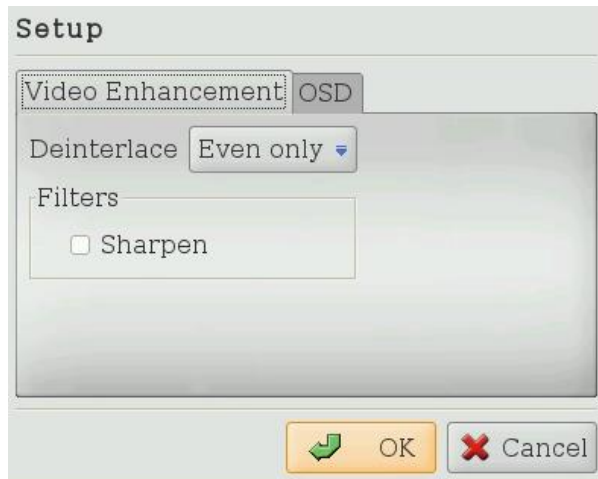 Setup
Video Enhancement OSD
Deinterlace Even only
Filters
Sharpen
OK Cancel